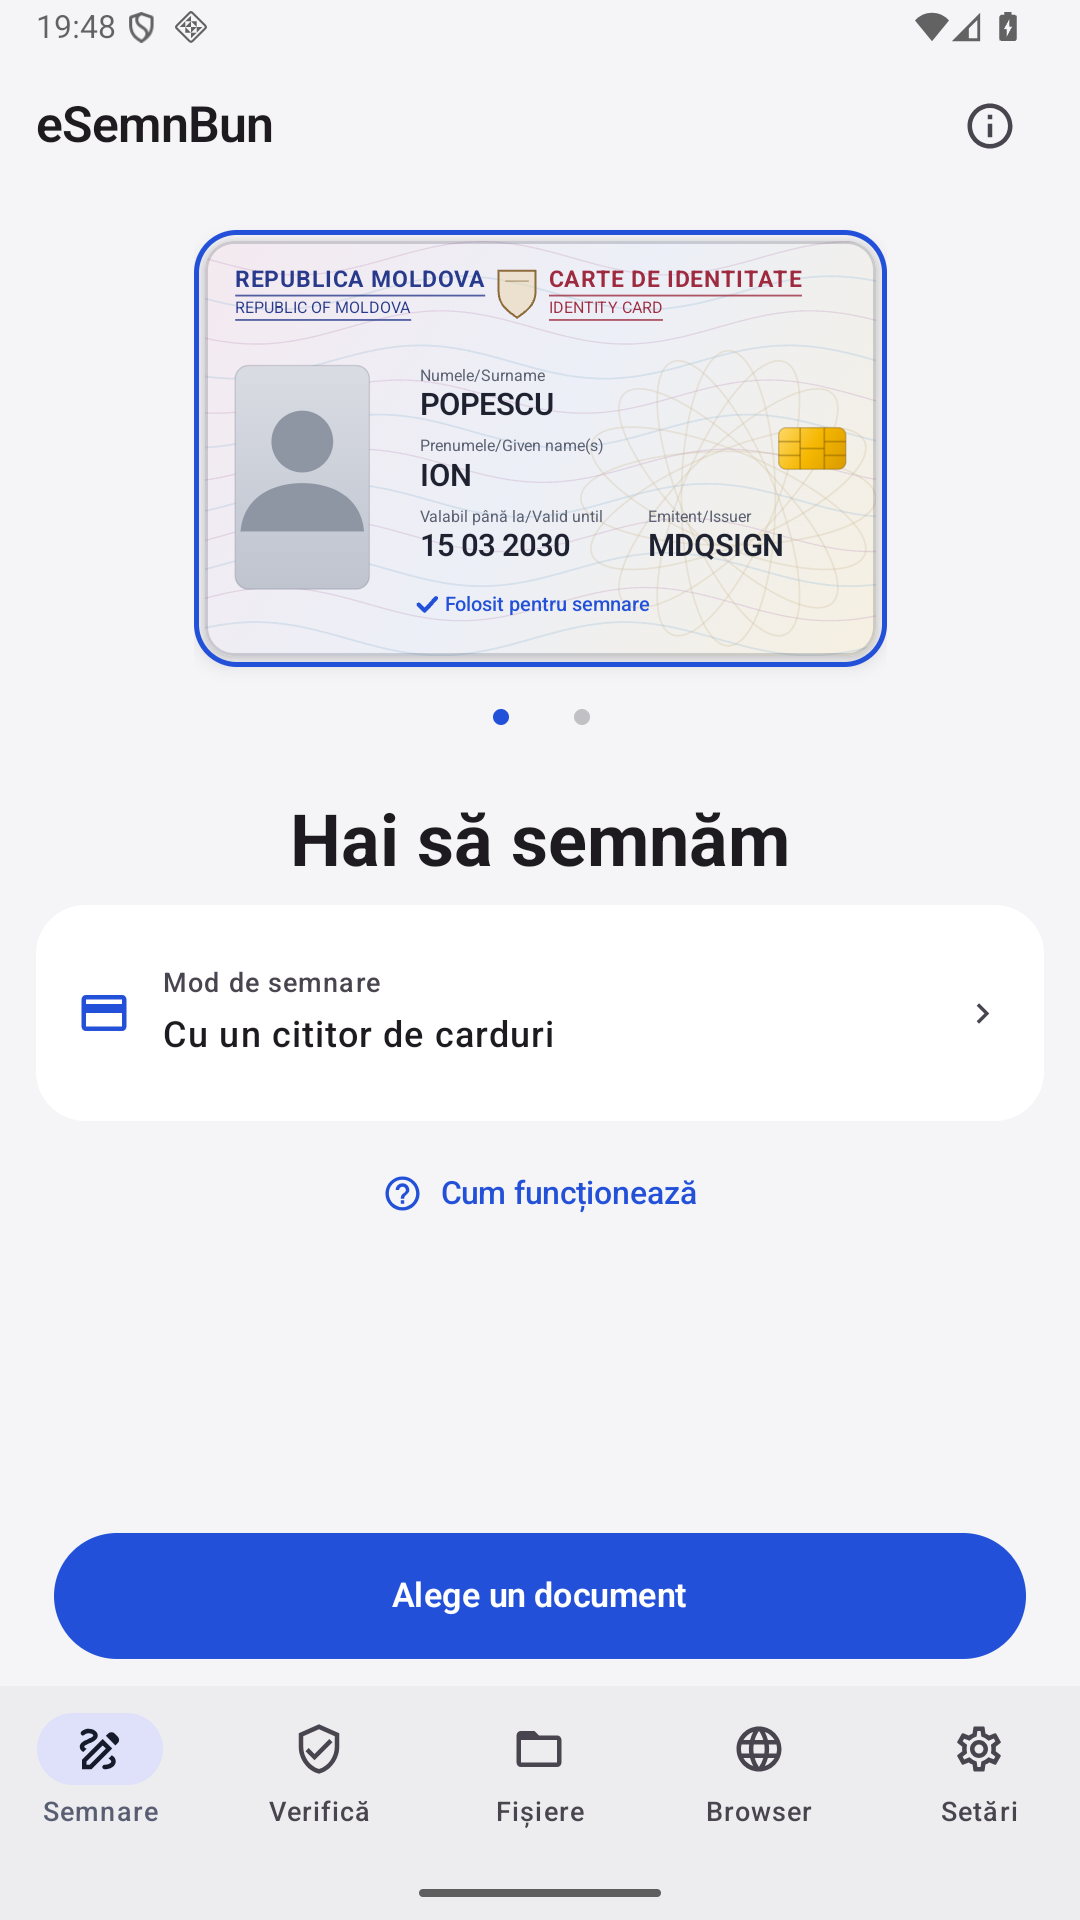 19:48
eSemnBun
REPUBLICA MOLDOVA
REPUBLIC OF MOLDOVA
CARTE DE IDENTITATE
IDENTITY CARD
Numele/Surname
POPESCU
Prenumele/Given name(s)
ION
Valabil până la/Valid until
15 03 2030
Emitent/Issuer
MDQSIGN
Folosit pentru semnare
Hai să semnăm
Mod de semnare
Cu un cititor de carduri
Cum funcționează
Alege un document
Semnare
Verifică
Fișiere
Browser
Setări